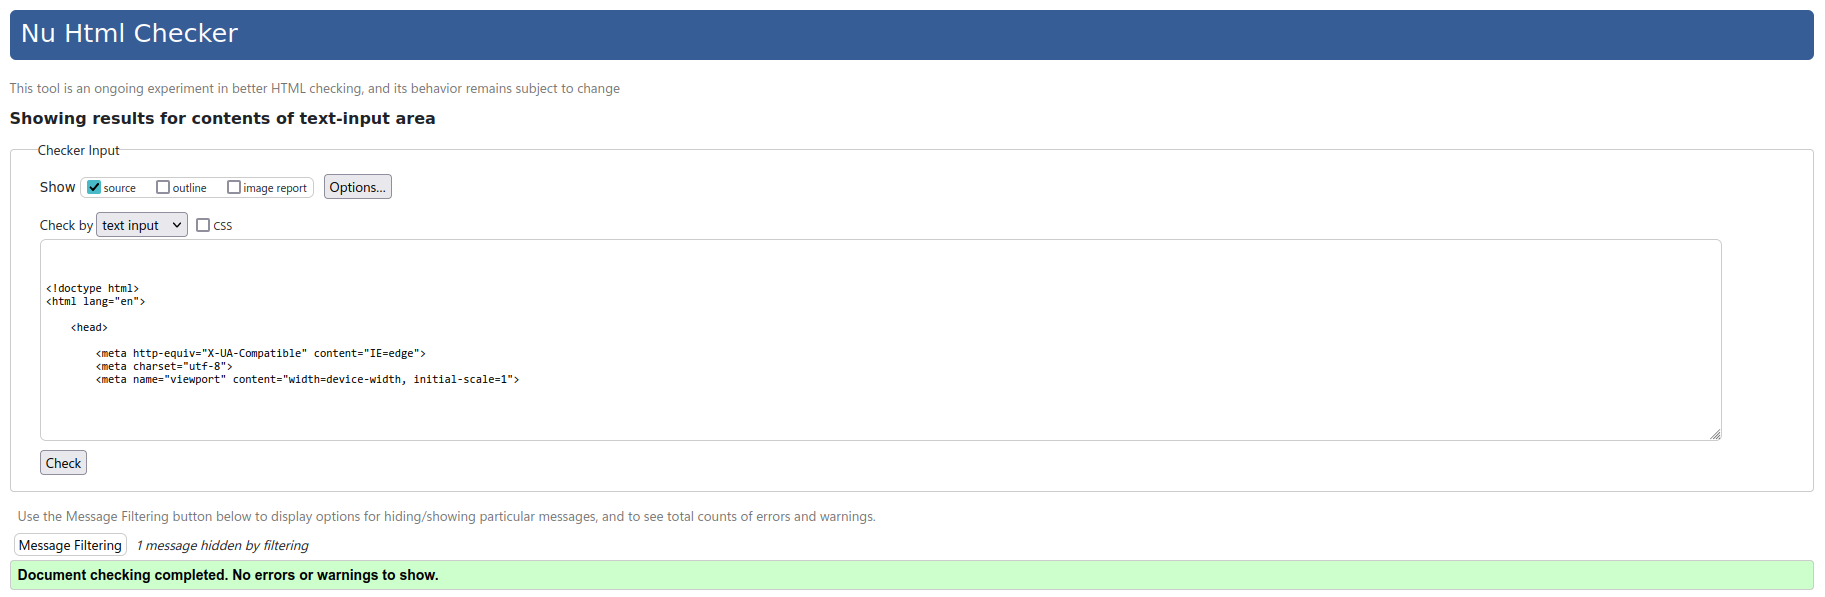 Nu Html Checker
This tool is an ongoing experiment in better HTML checking, and its behavior remains subject to change
Showing results for contents of text-input area
Checker Input
Show source outline image report Options...
Check by text input CSS
<!doctype html>
<html lang="en">
<head>
<meta http-equiv="X-UA-Compatible" content="IE=edge">
<meta charset="utf-8">
<meta name="viewport" content="width=device-width, initial-scale=1">
Check
Use the Message Filtering button below to display options for hiding/showing particular messages, and to see total counts of errors and warnings.
Message Filtering 1 message hidden by filtering
Document checking completed. No errors or warnings to show.